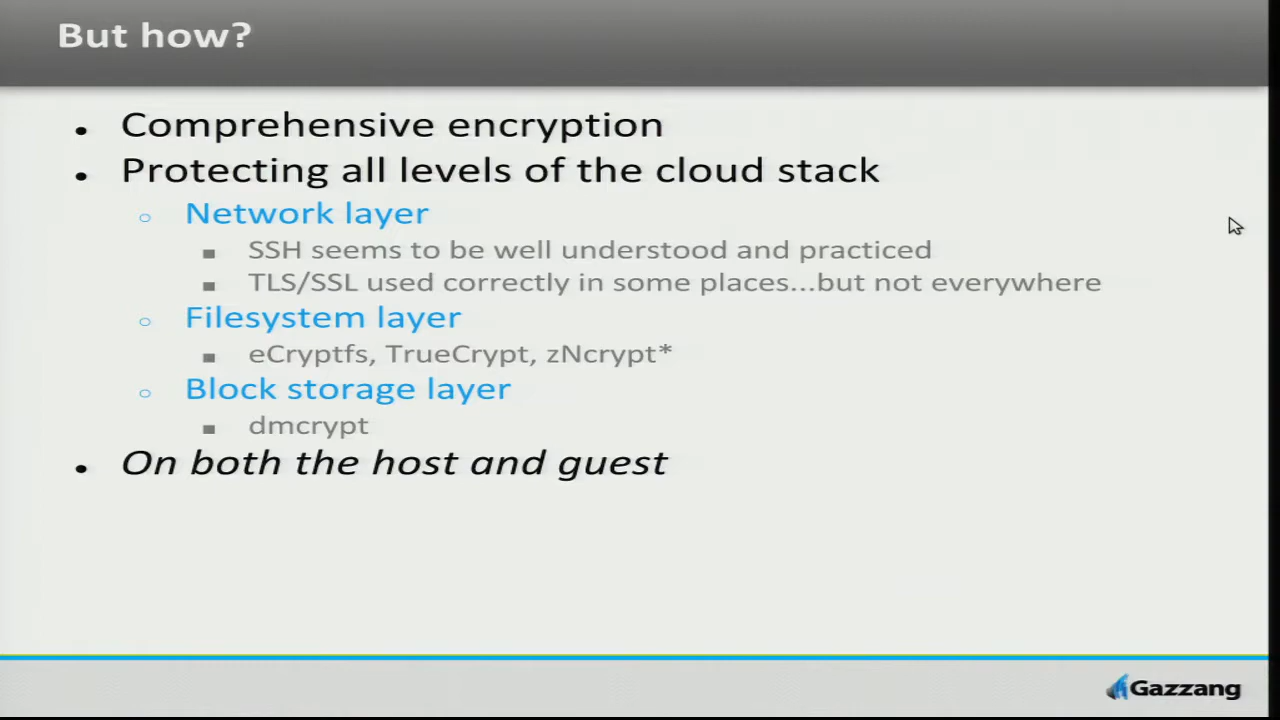 But how?
• Comprehensive encryption
• Protecting all levels of the cloud stack
○ Network layer
■ SSH seems to be well understood and practiced
■ TLS/SSL used correctly in some places...but not everywhere
○ Filesystem layer
■ eCryptfs, TrueCrypt, zNcrypt*
○ Block storage layer
■ dmcrypt
• On both the host and guest
Gazzang